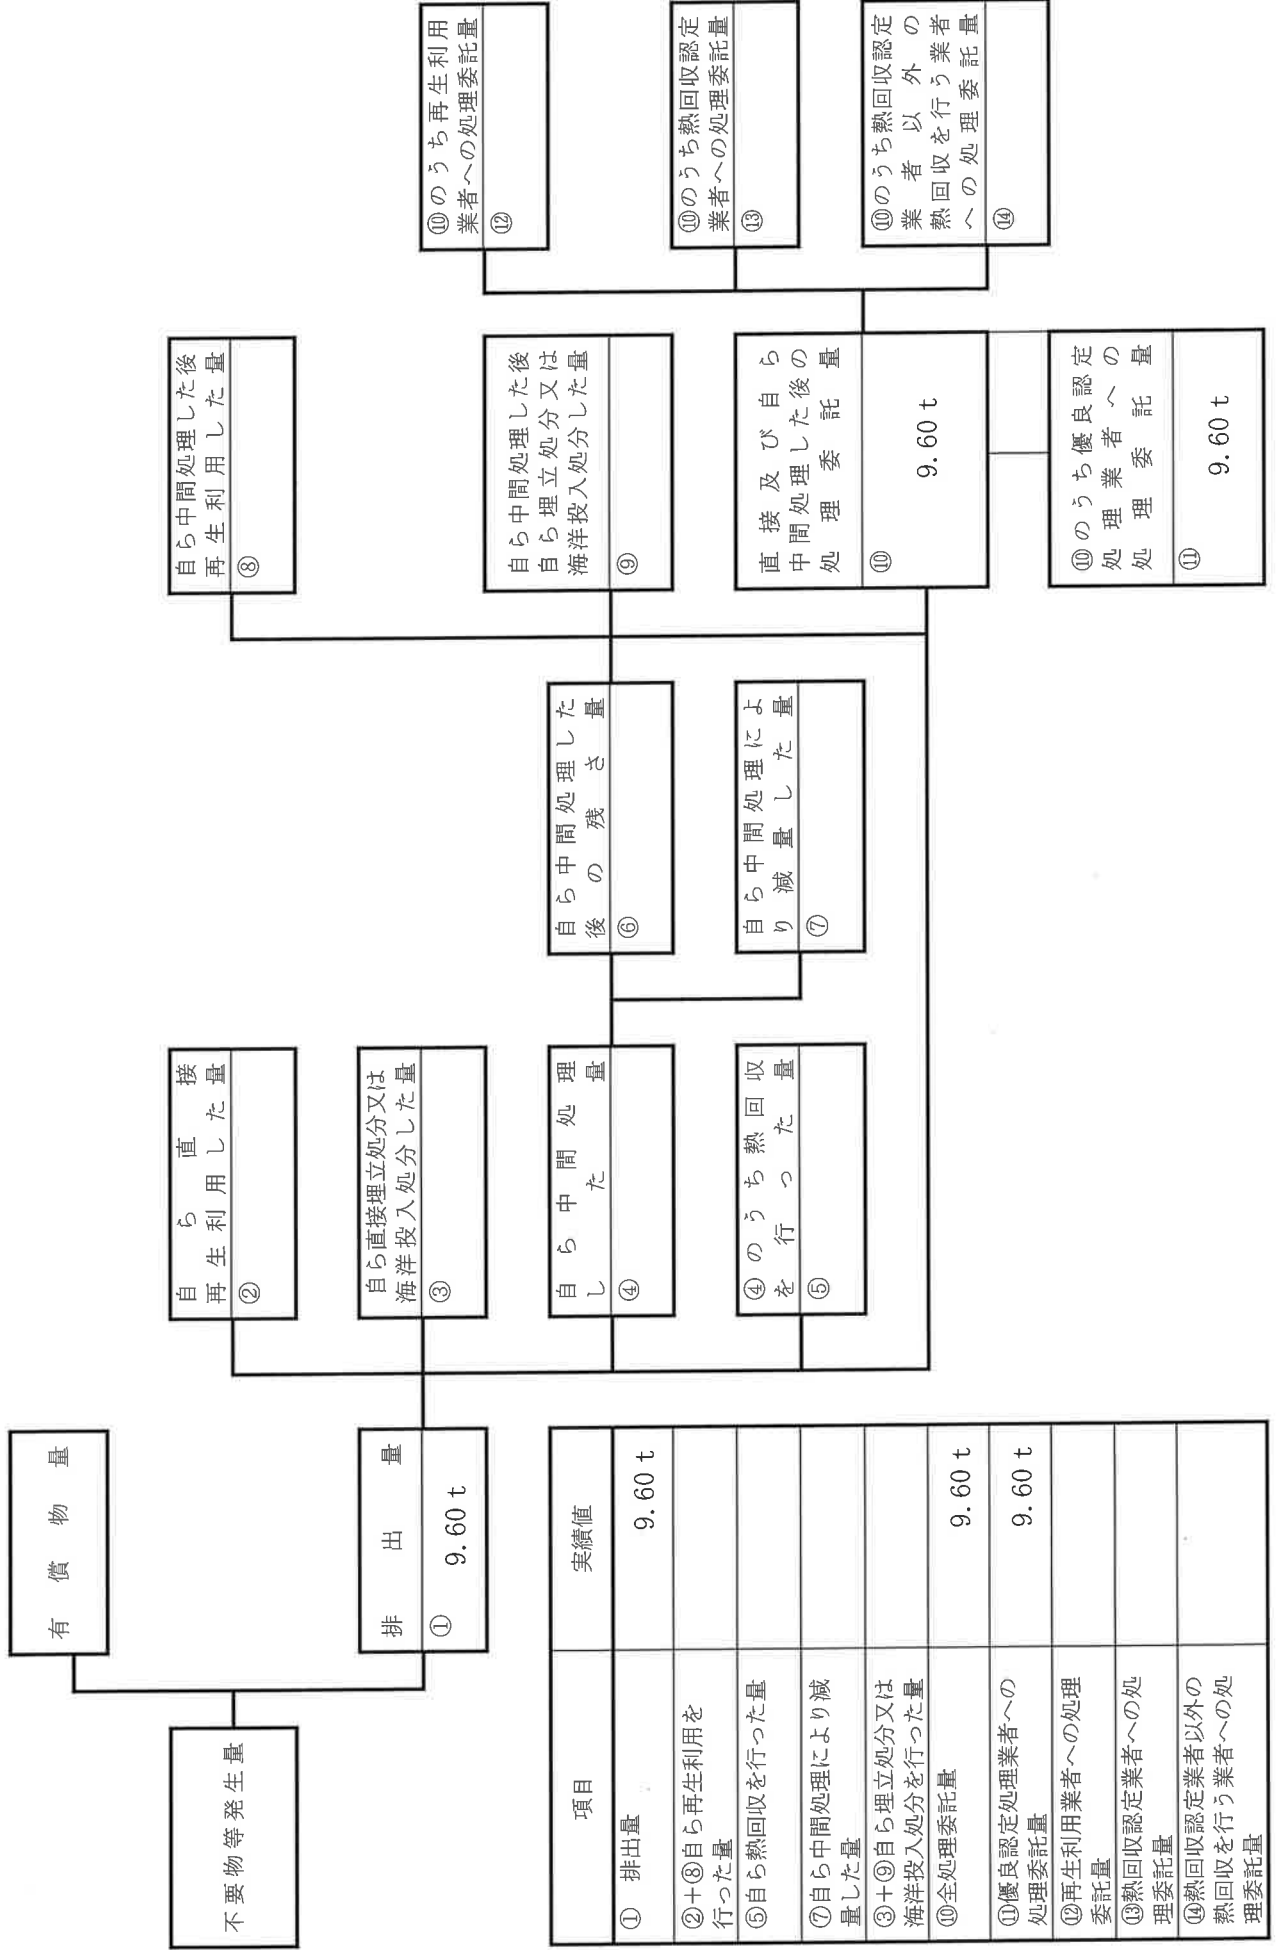 有償物量
不要物等発生量
排出量
①
9.60 t
自ら直接
再生利用した量
②
自ら直接埋立処分又は
海洋投入処分した量
③
自ら中間処理
した量
④
④のうち熱回収
を行った量
⑤
自ら中間処理した
後の残さ量
⑥
自ら中間処理によ
り減量した量
⑦
自ら中間処理した後
再生利用した量
⑧
自ら中間処理した後
自ら埋立処分又は
海洋投入処分した量
⑨
直接及び自ら
中間処理した後の
処理委託量
⑩
9.60 t
⑩のうち優良認定
処理業者への
処理委託量
⑪
9.60 t
⑩のうち再生利用
業者への処理委託量
⑫
⑩のうち熱回収認定
業者への処理委託量
⑬
⑩のうち熱回収認定
業者以外の
熱回収を行う業者
への処理委託量
⑭
項目 実績値
① 排出量 9.60 t
②+⑧自ら再生利用を
行った量
⑤自ら熱回収を行った量
⑦自ら中間処理により減
量した量
③+⑨自ら埋立処分又は
海洋投入処分を行った量
⑩全処理委託量 9.60 t
⑪優良認定処理業者への
処理委託量 9.60 t
⑫再生利用業者への処理
委託量
⑬熱回収認定業者への処
理委託量
⑭熱回収認定業者以外の
熱回収を行う業者への処
理委託量